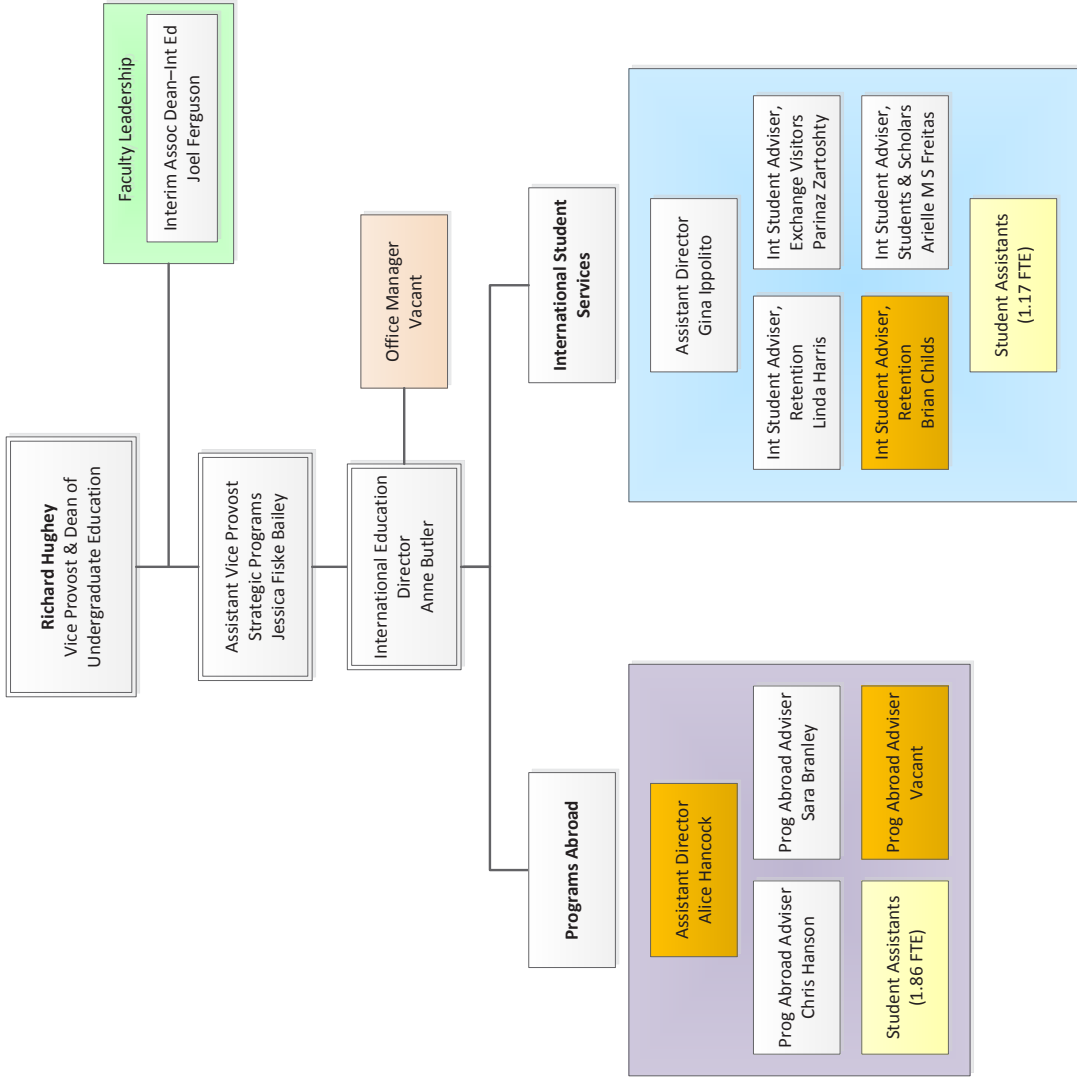 Richard Hughey
Vice Provost & Dean of
Undergraduate Education
Faculty Leadership
Interim Assoc Dean–Int Ed
Joel Ferguson
Assistant Vice Provost
Strategic Programs
Jessica Fiske Bailey
International Education
Director
Anne Butler
Office Manager
Vacant
Programs Abroad
Assistant Director
Alice Hancock
Prog Abroad Adviser
Chris Hanson
Prog Abroad Adviser
Sara Branley
Student Assistants
(1.86 FTE)
Prog Abroad Adviser
Vacant
International Student
Services
Assistant Director
Gina Ippolito
Int Student Adviser,
Retention
Linda Harris
Int Student Adviser,
Exchange Visitors
Parinaz Zartoshty
Int Student Adviser,
Retention
Brian Childs
Int Student Adviser,
Students & Scholars
Arielle M S Freitas
Student Assistants
(1.17 FTE)